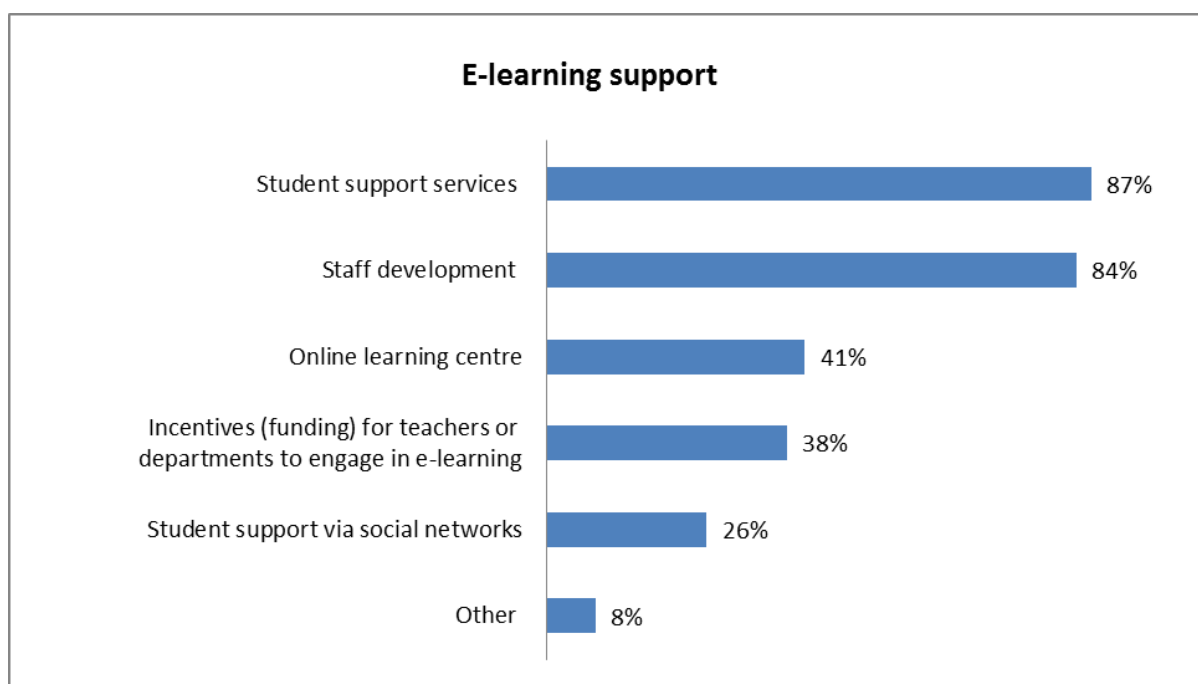 E-learning support
Student support services
87%
Staff development
84%
Online learning centre
41%
Incentives (funding) for teachers or
departments to engage in e-learning
38%
Student support via social networks
26%
Other
8%